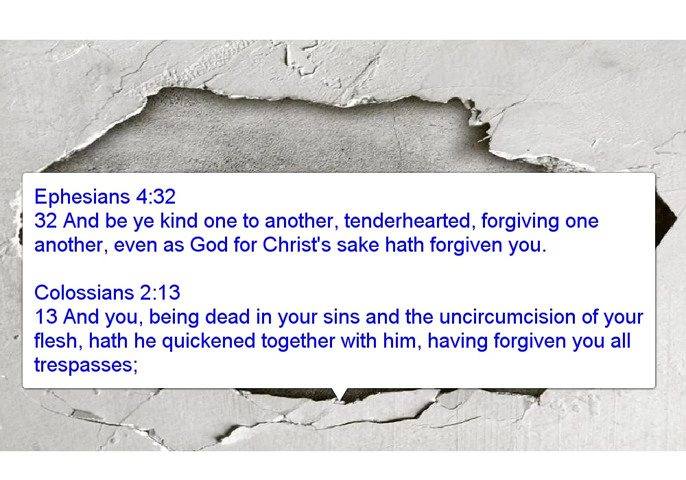 Ephesians 4:32
32 And be ye kind one to another, tenderhearted, forgiving one
another, even as God for Christ's sake hath forgiven you.
Colossians 2:13
13 And you, being dead in your sins and the uncircumcision of your
flesh, hath he quickened together with him, having forgiven you all
trespasses;